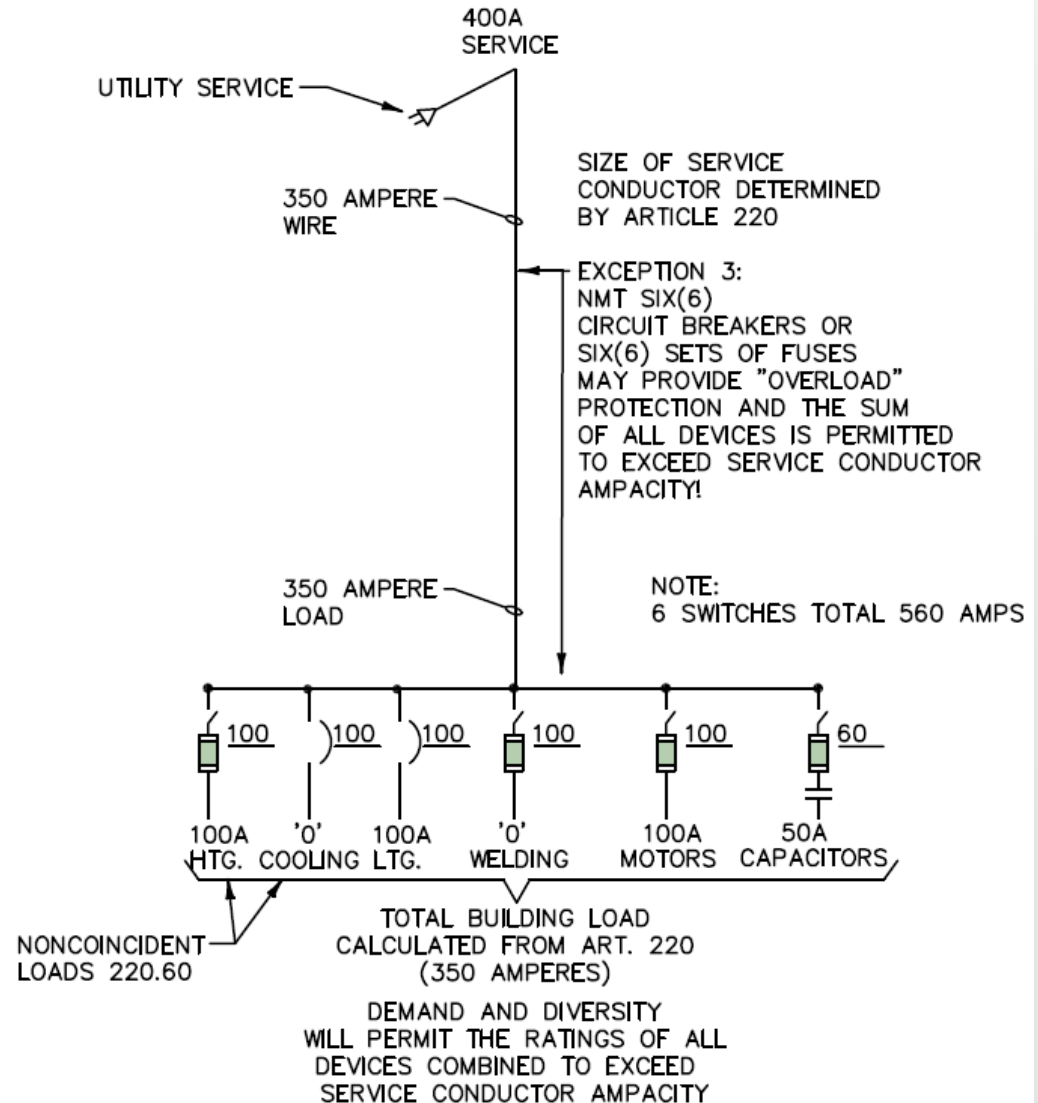 400A
SERVICE
UTILITY SERVICE
SIZE OF SERVICE
CONDUCTOR DETERMINED
BY ARTICLE 220
350 AMPERE
WIRE
EXCEPTION 3:
NMT SIX(6)
CIRCUIT BREAKERS OR
SIX(6) SETS OF FUSES
MAY PROVIDE "OVERLOAD"
PROTECTION AND THE SUM
OF ALL DEVICES IS PERMITTED
TO EXCEED SERVICE CONDUCTOR
AMPACITY!
350 AMPERE
LOAD
NOTE:
6 SWITCHES TOTAL 560 AMPS
100 100 100 100 100 60
100A '0' 100A '0' 100A 50A
HTG. COOLING LTG. WELDING MOTORS CAPACITORS
NONCOINCIDENT
LOADS 220.60
TOTAL BUILDING LOAD
CALCULATED FROM ART. 220
(350 AMPERES)
DEMAND AND DIVERSITY
WILL PERMIT THE RATINGS OF ALL
DEVICES COMBINED TO EXCEED
SERVICE CONDUCTOR AMPACITY